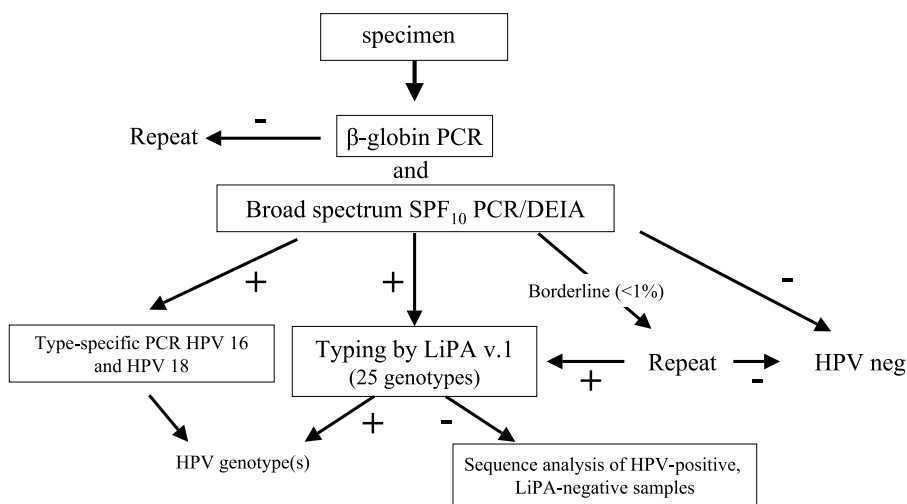 specimen
-
Repeat
β-globin PCR
and
Broad spectrum SPF10 PCR/DEIA
+
+
-
Borderline (<1%)
Type-specific PCR HPV 16
and HPV 18
Typing by LiPA v.1
(25 genotypes)
+
Repeat
-
HPV neg
+
-
HPV genotype(s)
Sequence analysis of HPV-positive,
LiPA-negative samples